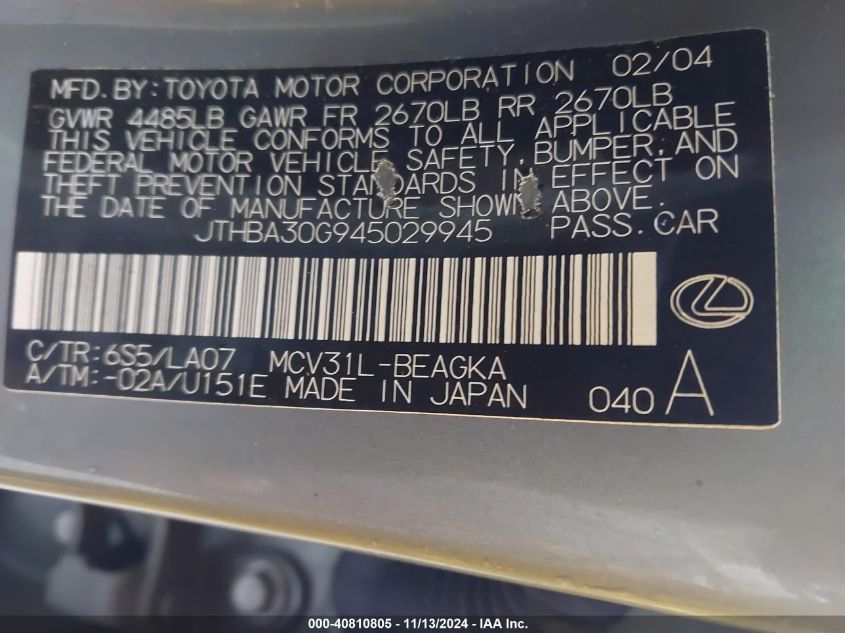 MFD. BY: TOYOTA MOTOR CORPORATION 02/04
GVWR 4485LB GAWR FR 2670LB RR 2670LB
THIS VEHICLE CONFORMS TO ALL APPLICABLE
FEDERAL MOTOR VEHICLE SAFETY, BUMPER, AND
THEFT PREVENTION STANDARDS IN EFFECT ON
THE DATE OF MANUFACTURE SHOWN ABOVE.
JTHBA30G945029945 PASS. CAR
C/TR: 6S5/LA07 MCV31L-BEAGKA
A/TM: -02A/U151E MADE IN JAPAN 040 A
000-40810805 - 11/13/2024 - IAA Inc.